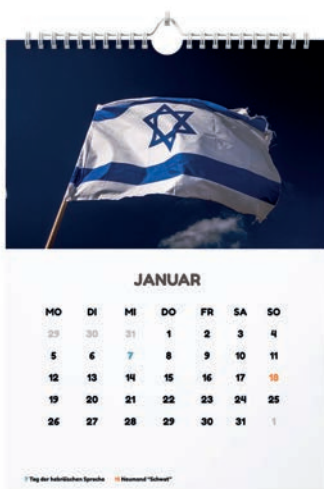 JANUAR
MO DI MI DO FR SA SO
29 30 31 1 2 3 4
5 6 7 8 9 10 11
12 13 14 15 16 17 18
19 20 21 22 23 24 25
26 27 28 29 30 31 1
7 Tag der hebräischen Sprache 18 Neumond "Schwat"